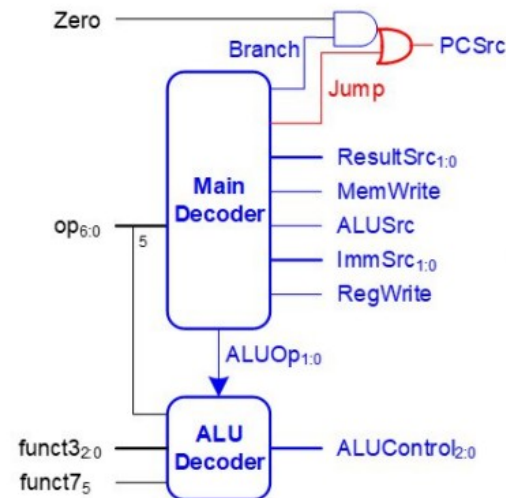 Zero
Branch
PCSrc
Jump
Main
Decoder
ResultSrc1:0
MemWrite
op6:0
5
ALUSrc
ImmSrc1:0
RegWrite
ALUOp1:0
funct32:0
ALU
Decoder
ALUControl2:0
funct75